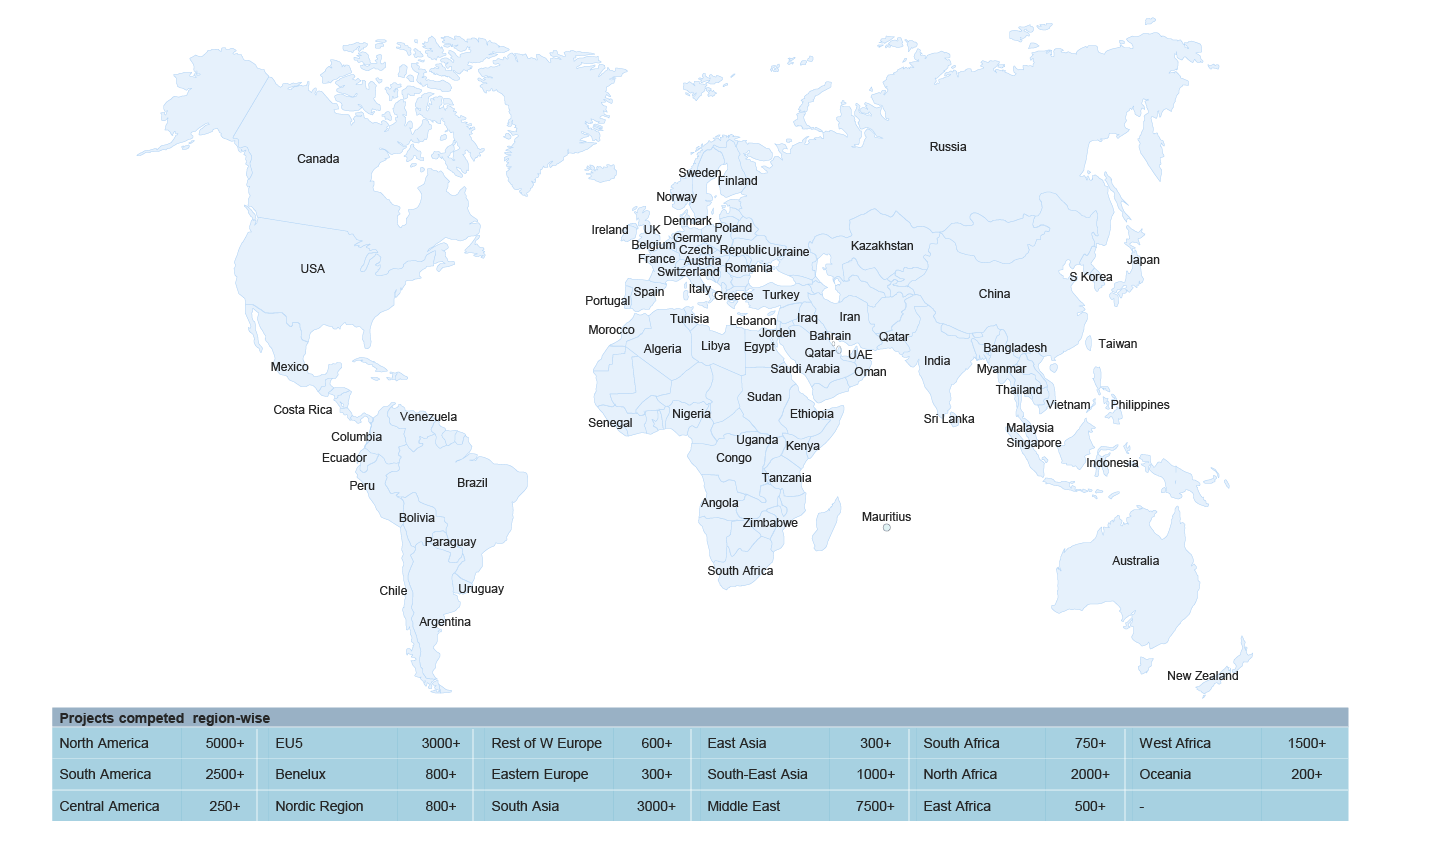 Canada
Russia
Sweden
Finland
Norway
Denmark
Ireland
UK
Poland
Germany
Belgium
Czech Republic
Ukraine
Kazakhstan
France
Austria
Japan
Switzerland
Romania
USA
S Korea
Italy
Spain
Greece
Turkey
China
Portugal
Tunisia
Lebanon
Iraq
Iran
Morocco
Jorden
Bahrain
Qatar
Algeria
Libya
Egypt
Taiwan
Qatar
UAE
Bangladesh
India
Mexico
Saudi Arabia
Oman
Myanmar
Thailand
Sudan
Vietnam
Philippines
Costa Rica
Venezuela
Senegal
Nigeria
Ethiopia
Sri Lanka
Malaysia
Columbia
Uganda
Kenya
Singapore
Ecuador
Congo
Indonesia
Peru
Brazil
Tanzania
Angola
Bolivia
Zimbabwe
Mauritius
Paraguay
Australia
South Africa
Chile
Uruguay
Argentina
New Zealand
Projects competed region-wise
North America 5000+ EU5 3000+ Rest of W Europe 600+ East Asia 300+ South Africa 750+ West Africa 1500+
South America 2500+ Benelux 800+ Eastern Europe 300+ South-East Asia 1000+ North Africa 2000+ Oceania 200+
Central America 250+ Nordic Region 800+ South Asia 3000+ Middle East 7500+ East Africa 500+ -